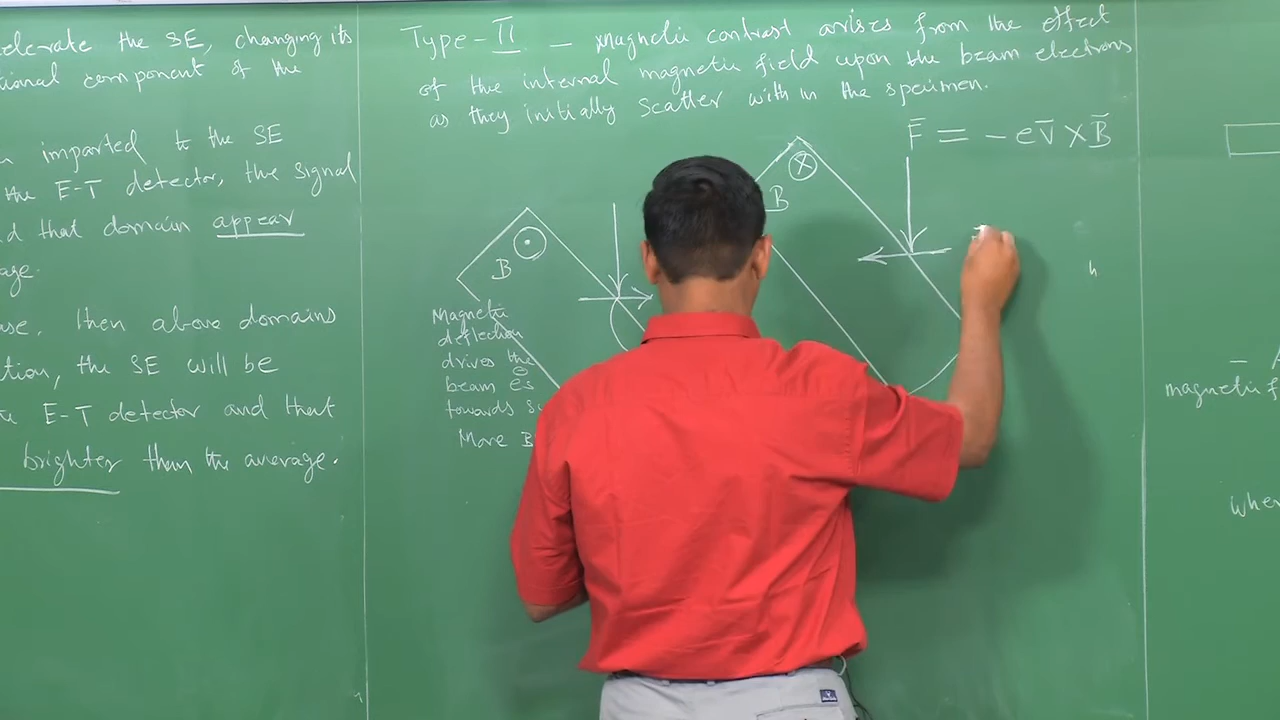 elerate the SE, changing its
tional component of the
n imparted to the SE
the E-T detector, the signal
d that domain appear
age.
ase, then above domains
tion, the SE will be
E-T detector and that
brighter than the average.
Type-II — Magnetic contrast arises from the effect
of the internal magnetic field upon the beam electrons
as they initially scatter with in the specimen.
F̄ = - e v̄ X B̄
B
B
Magnetic
deflection
drives the
beam e⊖s
towards S
More B
h
magnetic f
whe